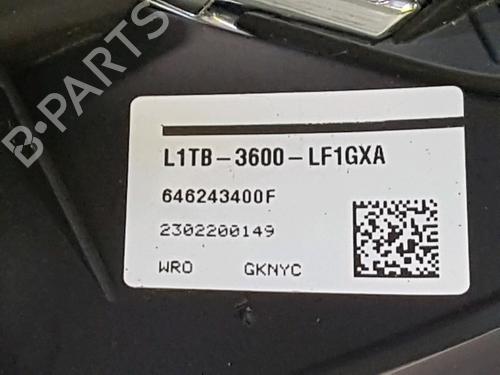 B-PARTS
L1TB-3600-LF1GXA
646243400F
2302200149
WRO GKNYC